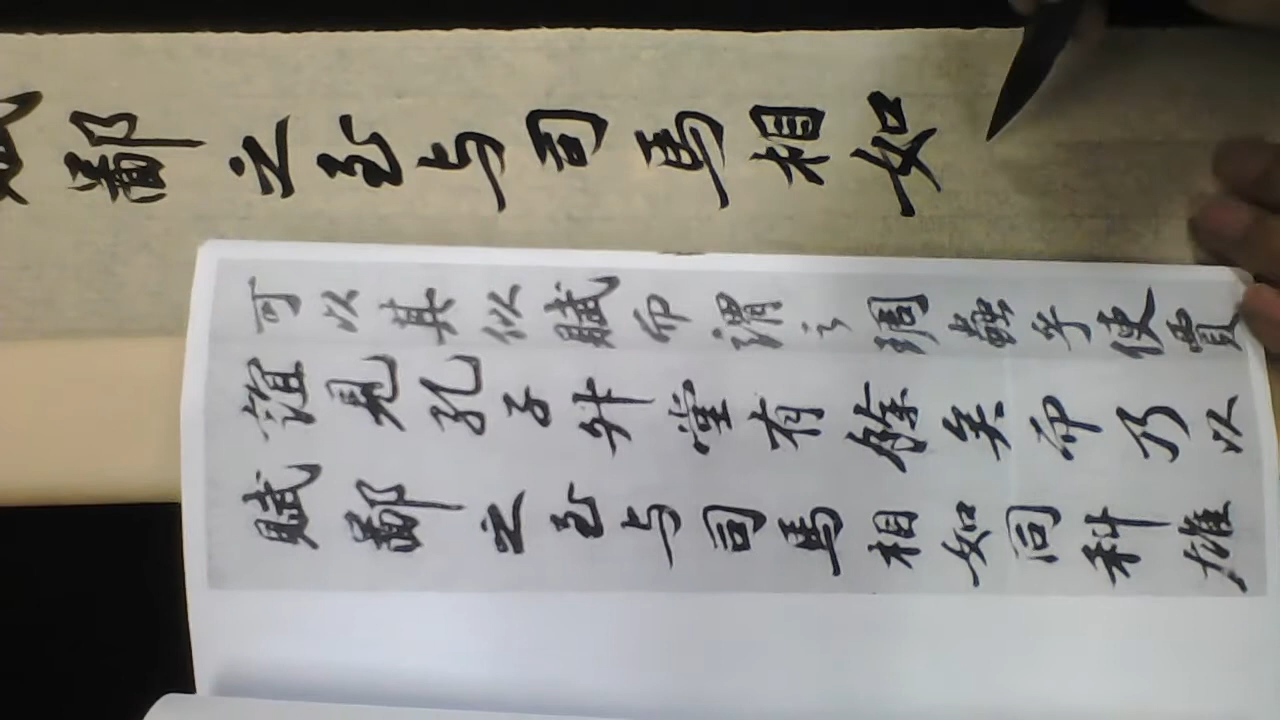 賦鄙之至与司馬相如
可以其似賦而謂之琱蟲乎使賈
誼見孔子升堂有餘矣而乃以
賦鄙之至与司馬相如同科雄